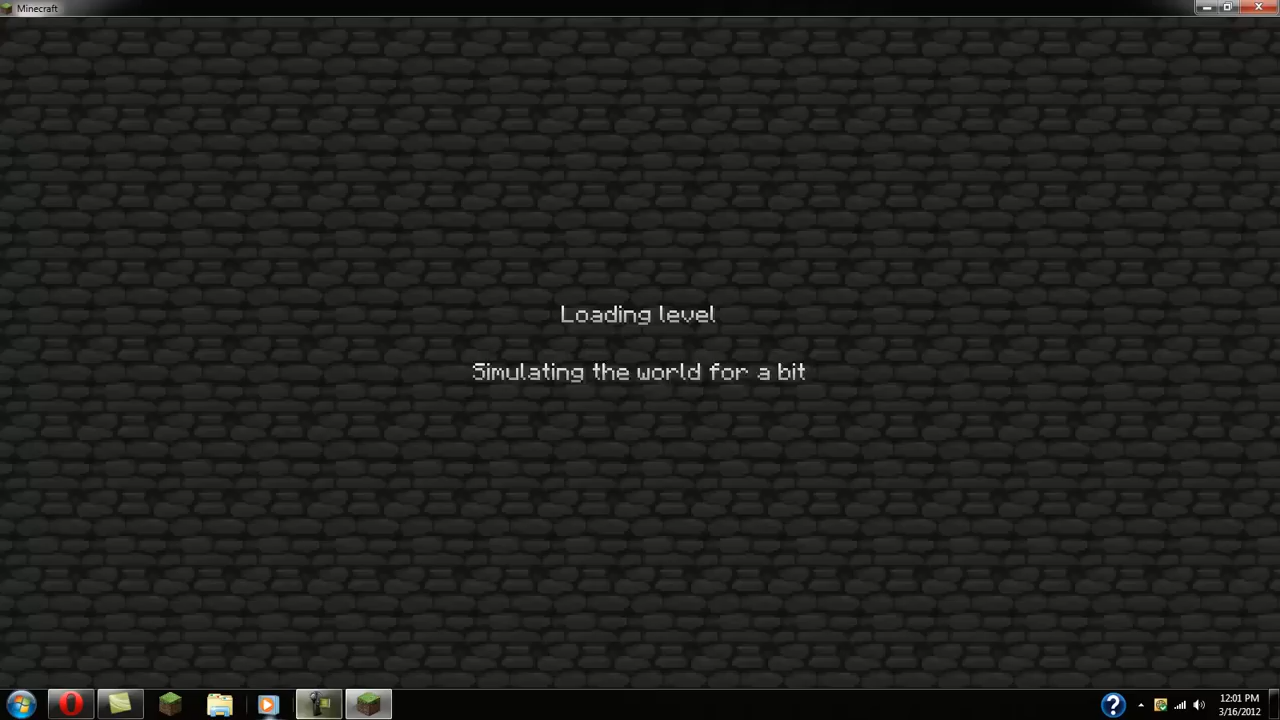 Minecraft
Loading level
Simulating the world for a bit
12:01 PM
3/16/2012